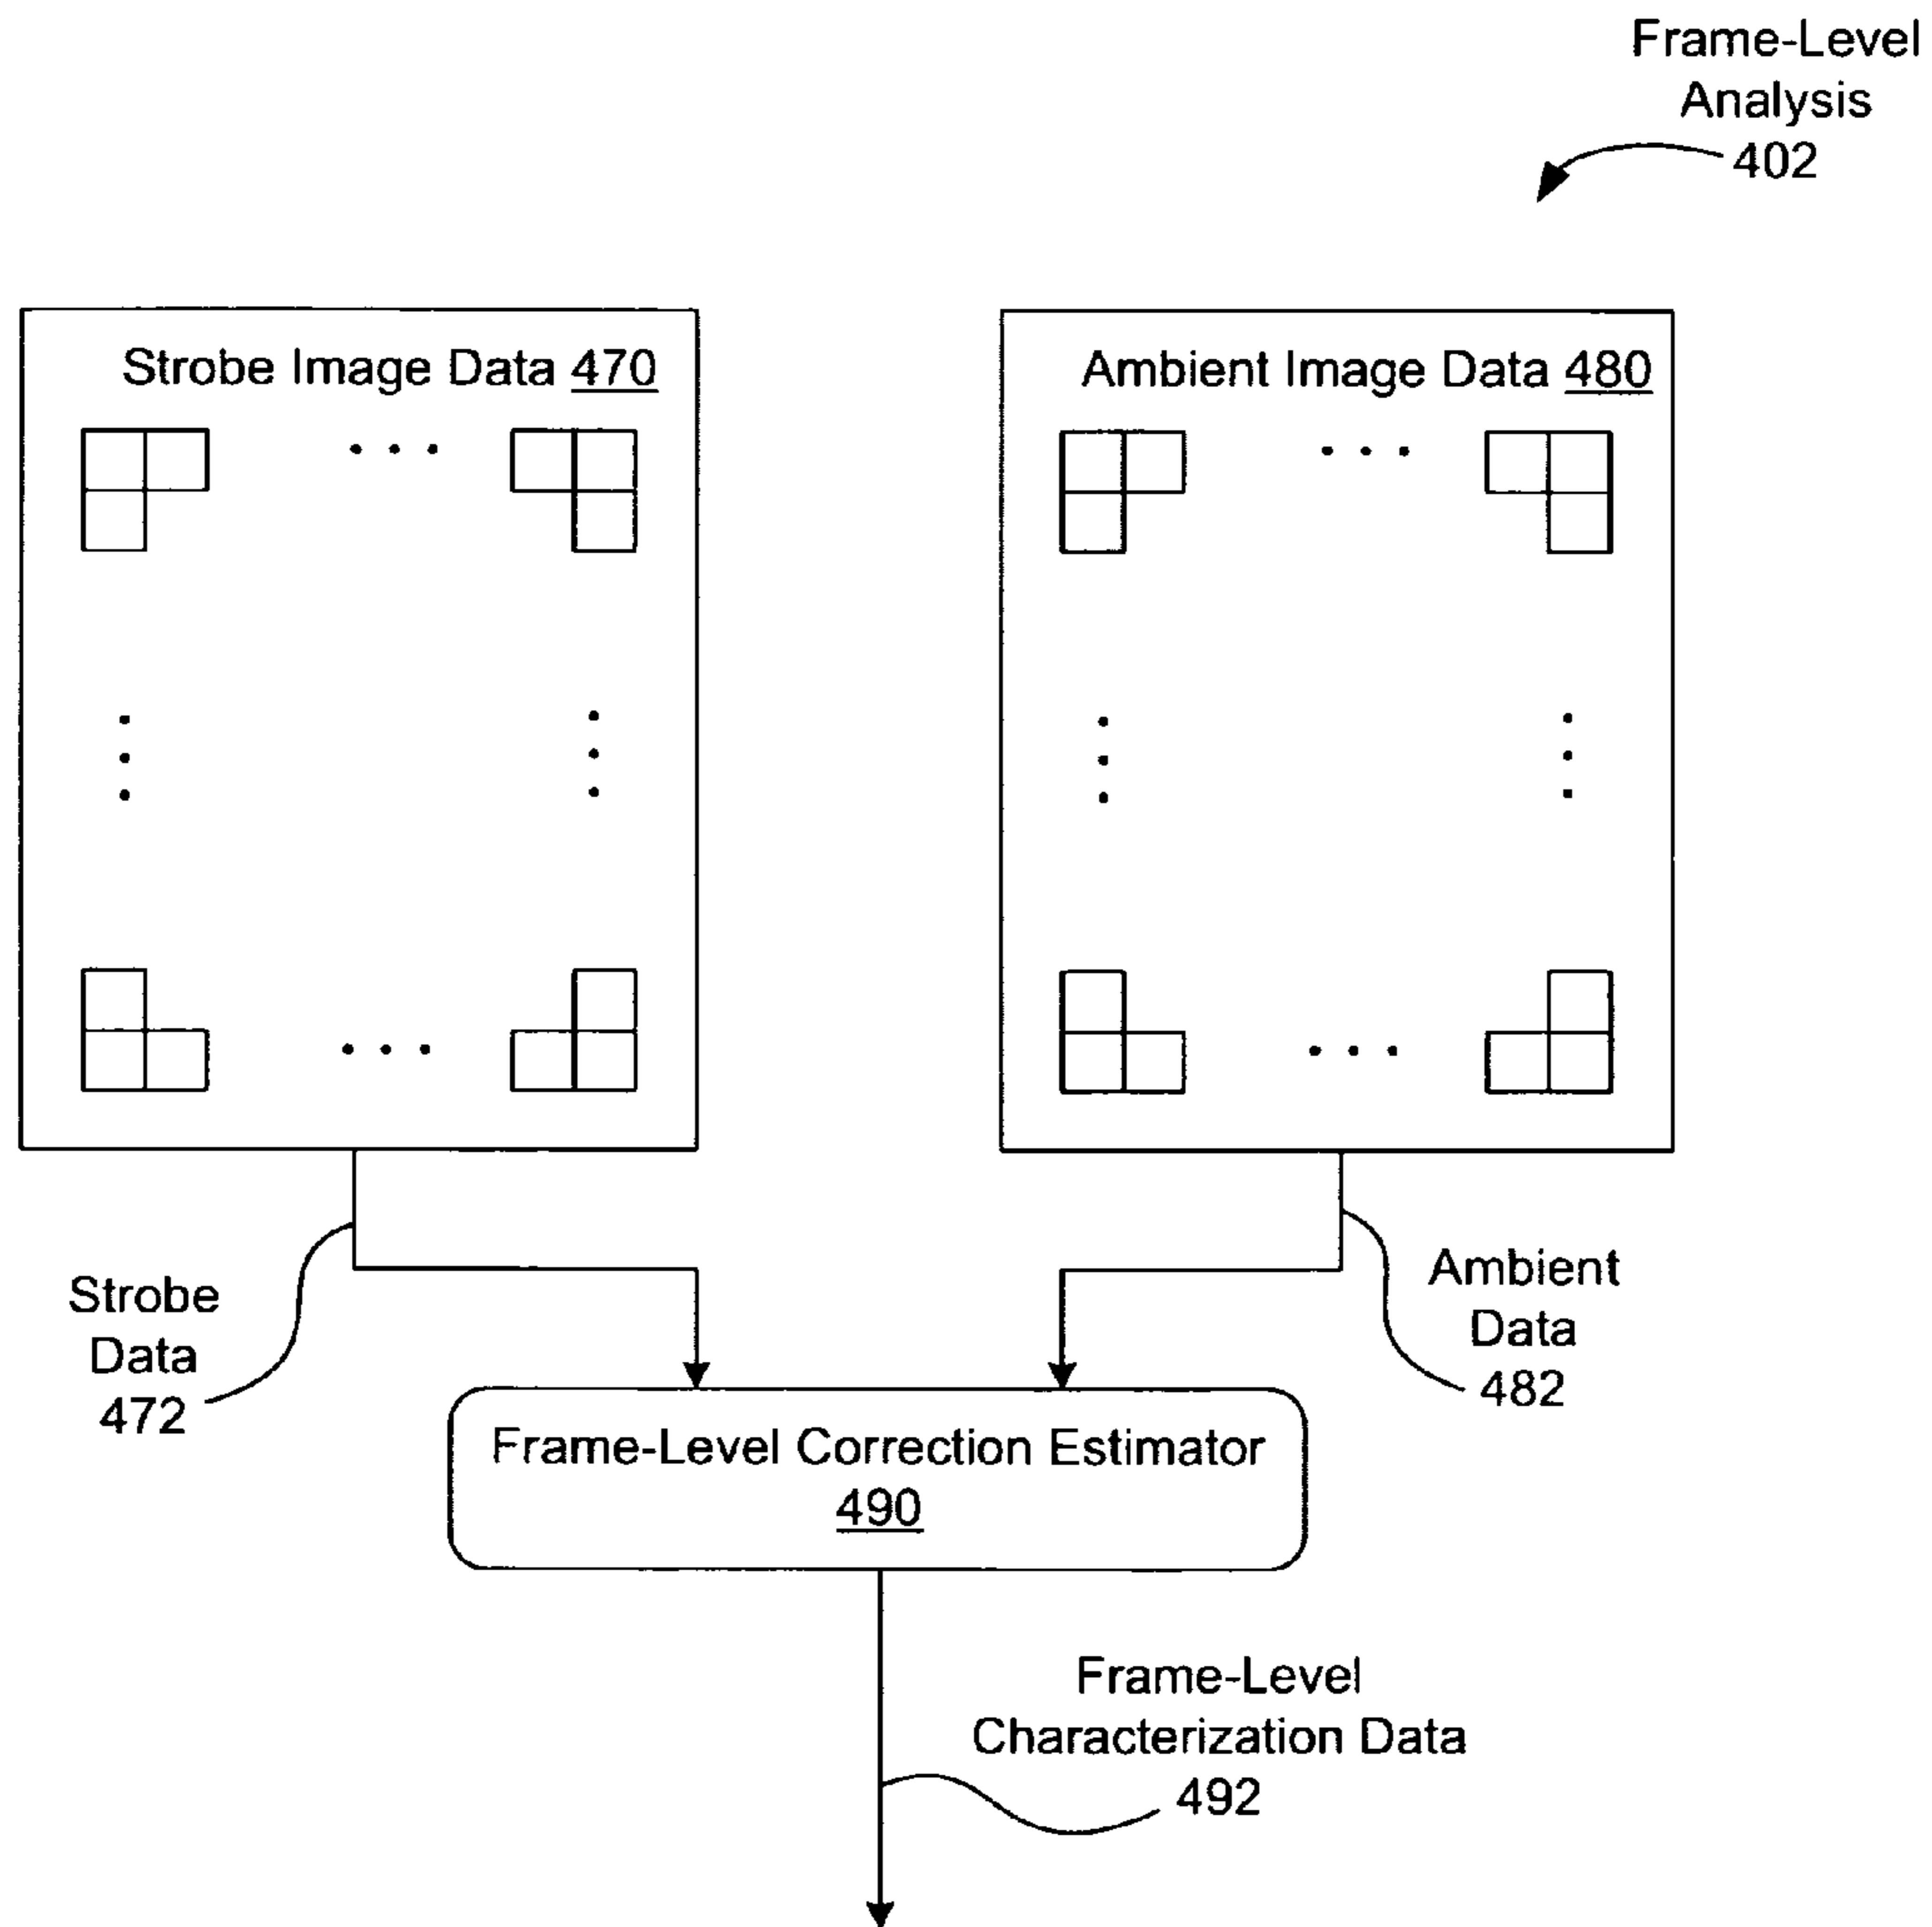 Frame-Level
Analysis
402
Strobe Image Data 470
Ambient Image Data 480
Strobe
Data
472
Ambient
Data
482
Frame-Level Correction Estimator
490
Frame-Level
Characterization Data
492